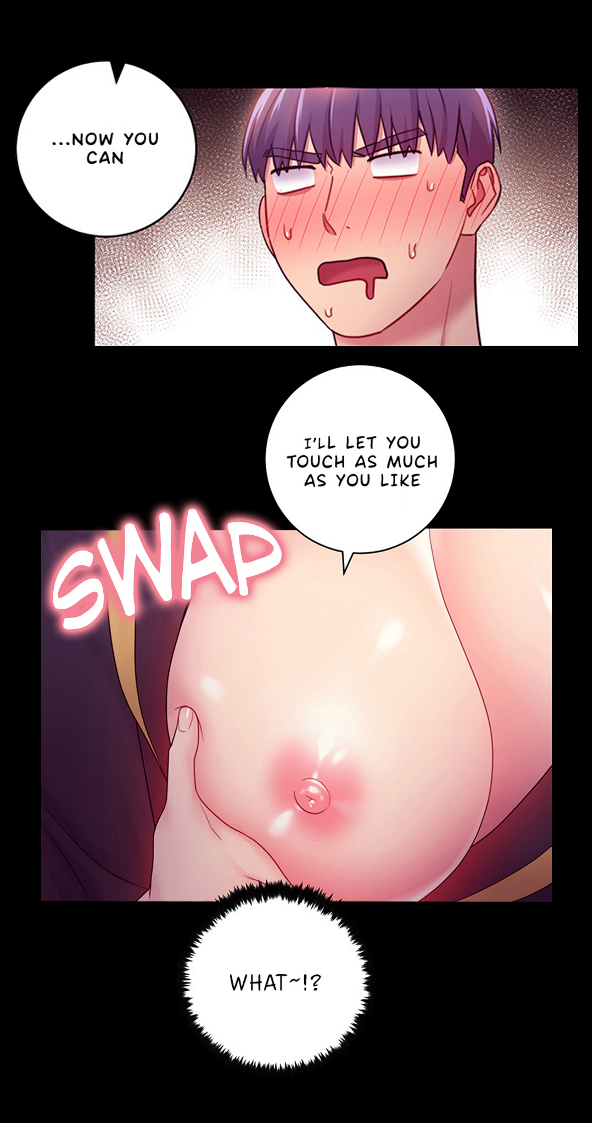 ...NOW YOU
CAN
I'LL LET YOU
TOUCH AS MUCH
AS YOU LIKE
SWAP
WHAT~!?